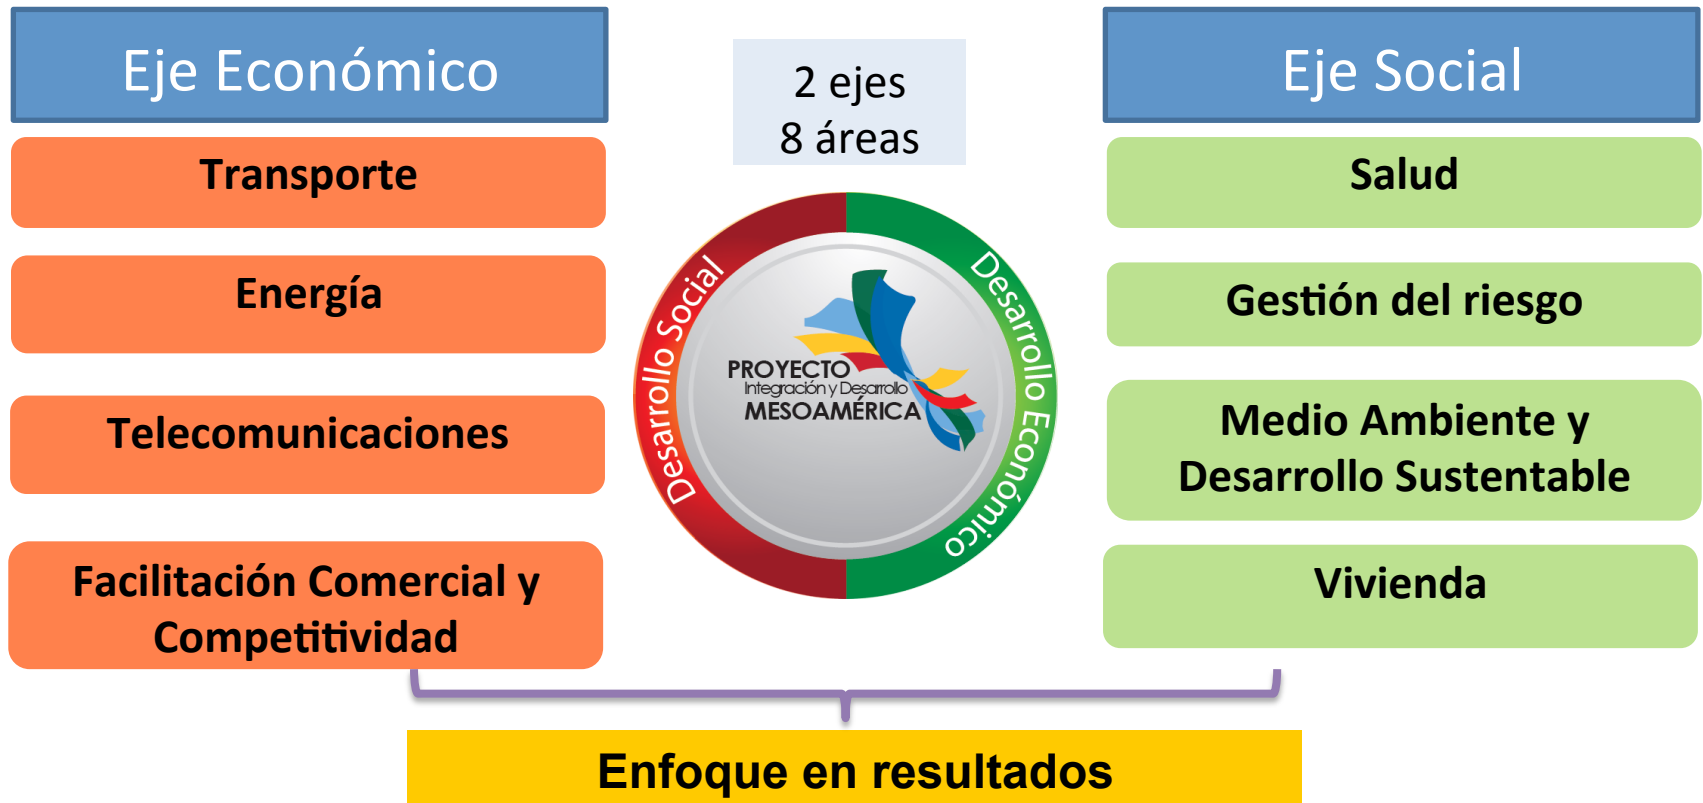 Eje Económico
Transporte
Energía
Telecomunicaciones
Facilitación Comercial y
Competitividad
2 ejes
8 áreas
Desarrollo Social
Desarrollo Económico
PROYECTO
Integración y Desarrollo
MESOAMÉRICA
Eje Social
Salud
Gestión del riesgo
Medio Ambiente y
Desarrollo Sustentable
Vivienda
Enfoque en resultados